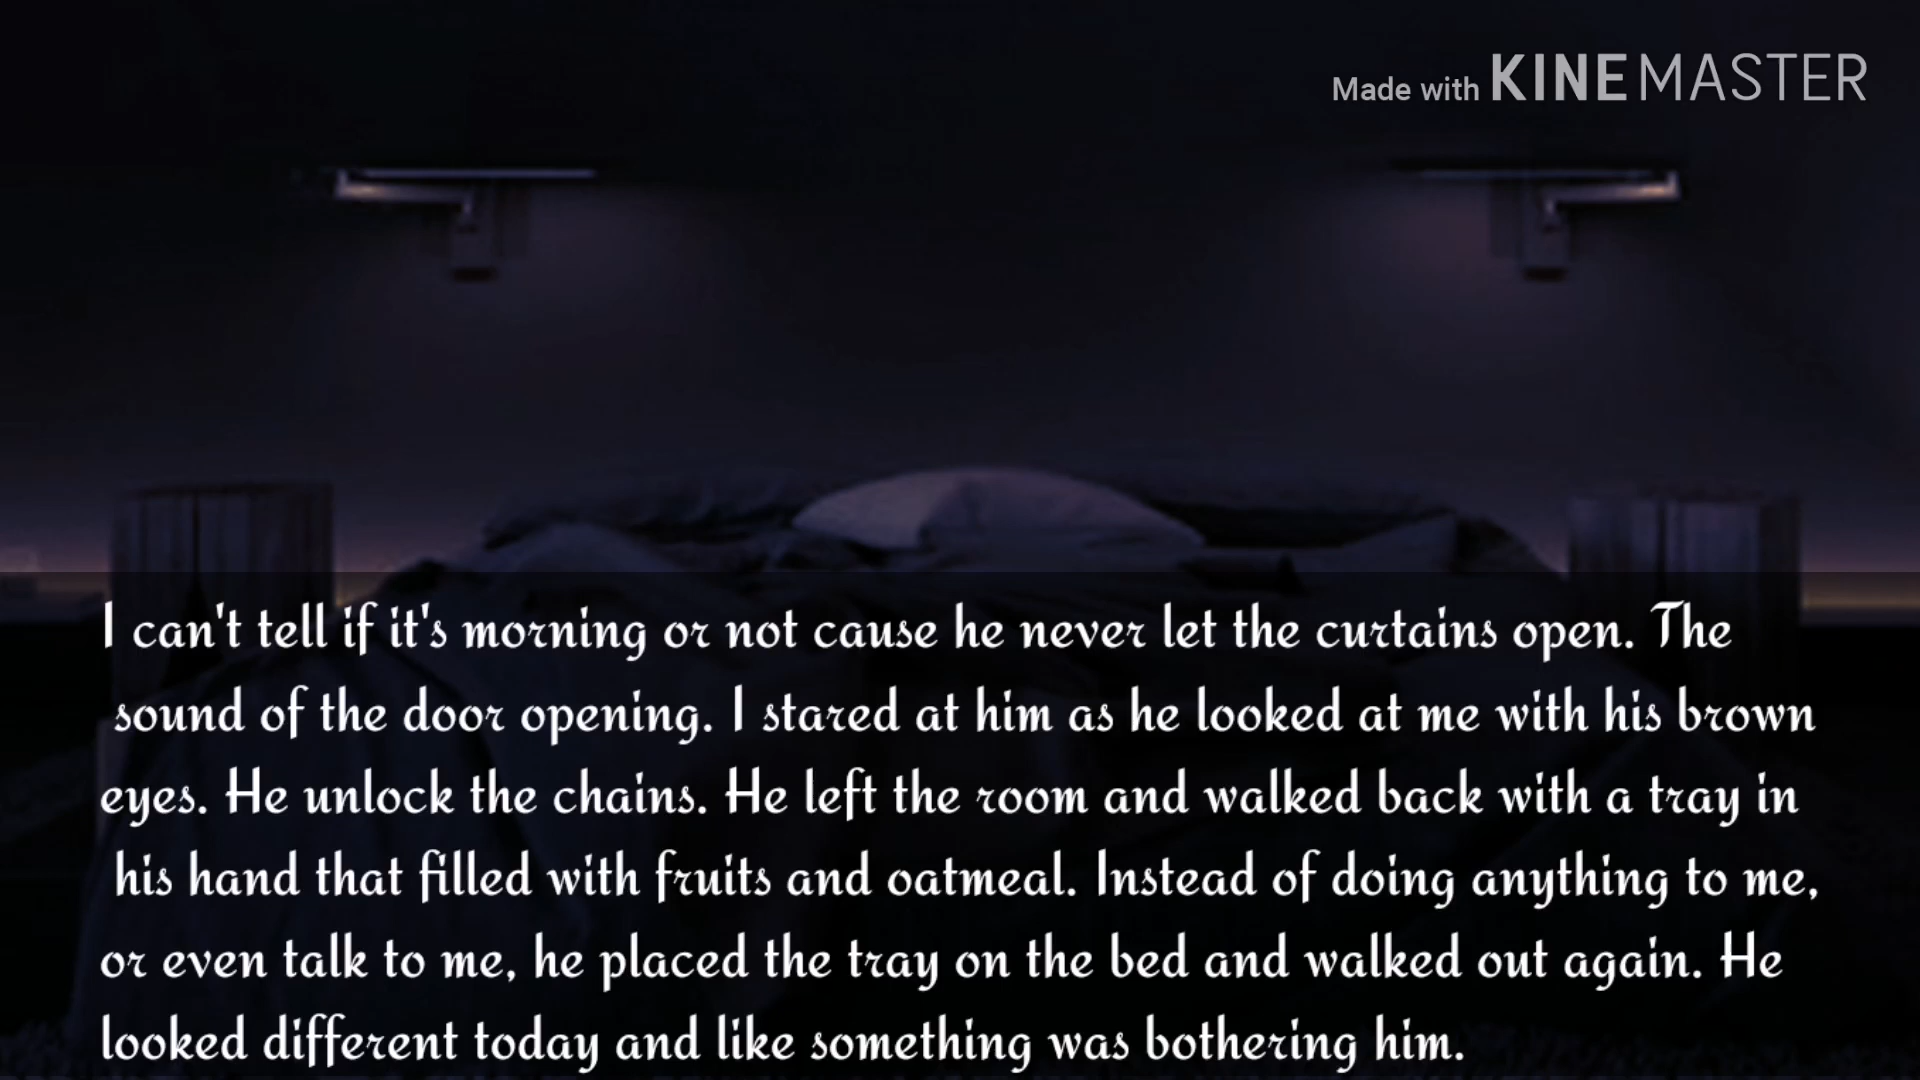 Made with KINEMASTER
I can't tell if it's morning or not cause he never let the curtains open. The
sound of the door opening. I stared at him as he looked at me with his brown
eyes. He unlock the chains. He left the room and walked back with a tray in
his hand that filled with fruits and oatmeal. Instead of doing anything to me,
or even talk to me, he placed the tray on the bed and walked out again. He
looked different today and like something was bothering him.